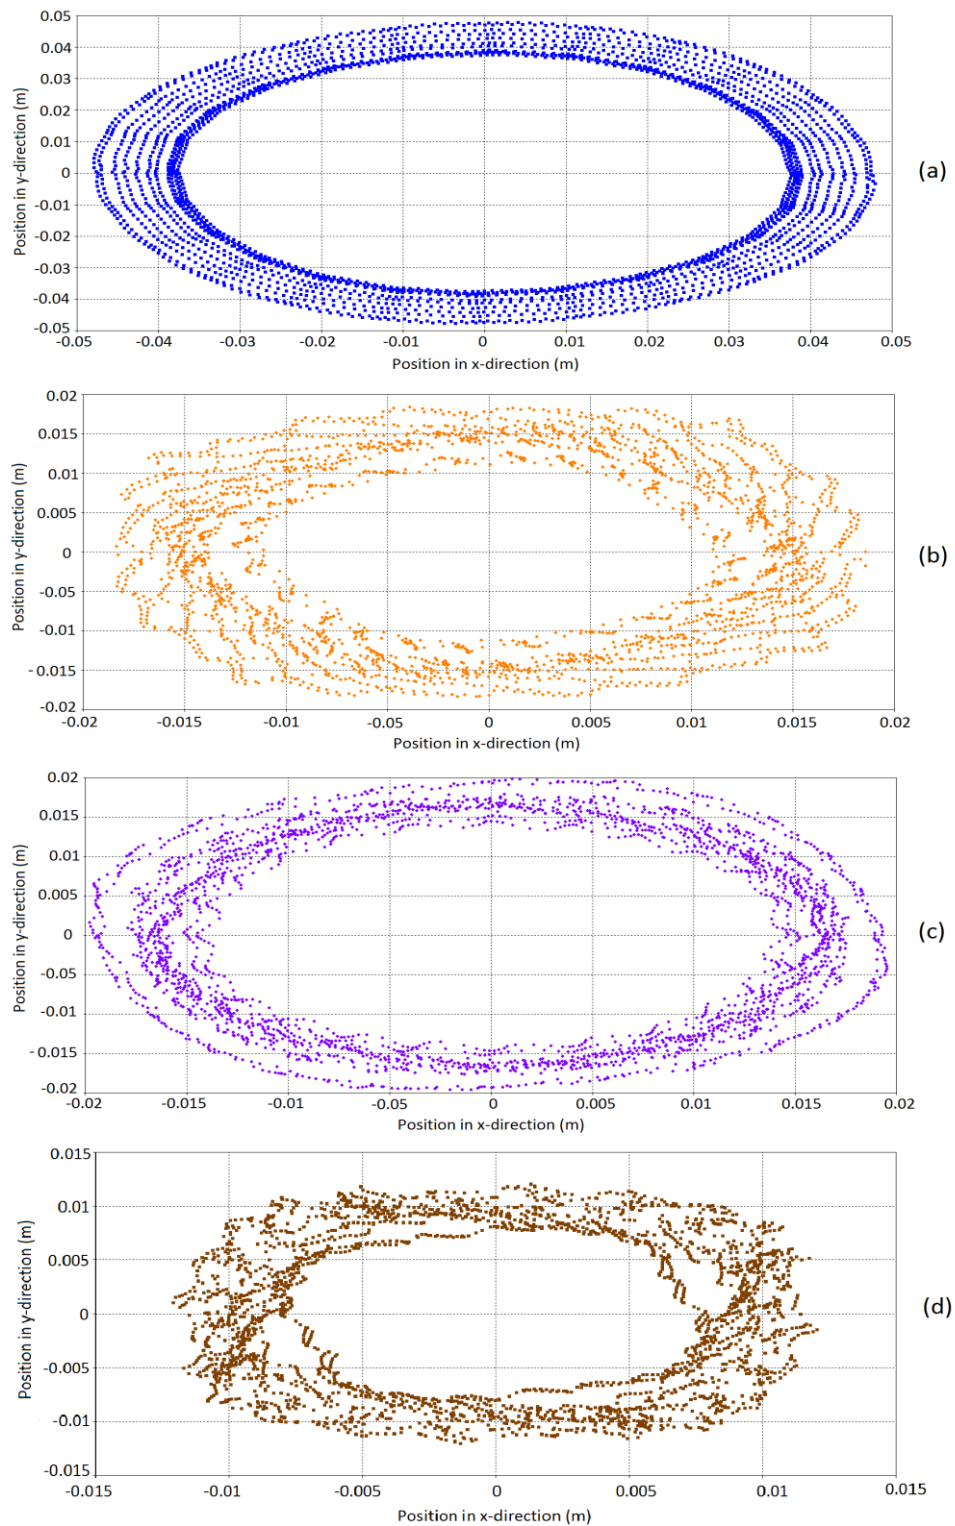 0.05
0.04
0.03
0.02
0.01
0
-0.01
-0.02
-0.03
-0.04
-0.05
Position in y-direction (m)
-0.05 -0.04 -0.03 -0.02 -0.01 0 0.01 0.02 0.03 0.04 0.05
Position in x-direction (m)
(a)
0.02
0.015
0.01
0.005
0
-0.05
-0.01
-0.015
-0.02
Position in y-direction (m)
-0.02 -0.015 -0.01 -0.05 0 0.005 0.01 0.015 0.02
Position in x-direction (m)
(b)
0.02
0.015
0.01
0.005
0
-0.05
-0.01
-0.015
-0.02
Position in y-direction (m)
-0.02 -0.015 -0.01 -0.05 0 0.005 0.01 0.015 0.02
Position in x-direction (m)
(c)
0.015
0.01
0.005
0
-0.005
-0.01
-0.015
Position in y-direction (m)
-0.015 -0.01 -0.005 0 0.005 0.01 0.015
Position in x-direction (m)
(d)